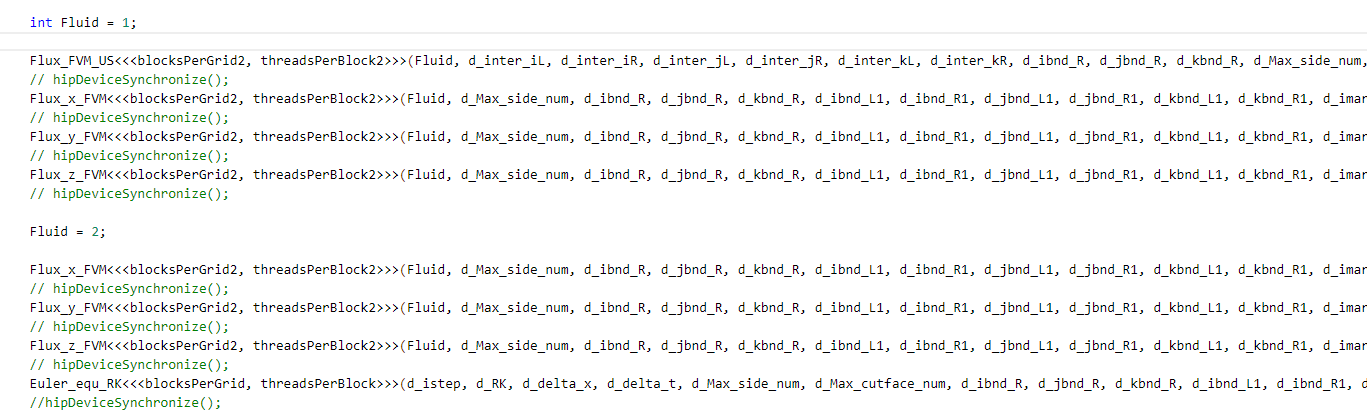 int Fluid = 1;
Flux_FVM_US<<<blocksPerGrid2, threadsPerBlock2>>>(Fluid, d_inter_iL, d_inter_iR, d_inter_jL, d_inter_jR, d_inter_kL, d_inter_kR, d_ibnd_R, d_jbnd_R, d_kbnd_R, d_Max_side_num,
// hipDeviceSynchronize();
Flux_x_FVM<<<blocksPerGrid2, threadsPerBlock2>>>(Fluid, d_Max_side_num, d_ibnd_R, d_jbnd_R, d_kbnd_R, d_ibnd_L1, d_ibnd_R1, d_jbnd_L1, d_jbnd_R1, d_kbnd_L1, d_kbnd_R1, d_imar
// hipDeviceSynchronize();
Flux_y_FVM<<<blocksPerGrid2, threadsPerBlock2>>>(Fluid, d_Max_side_num, d_ibnd_R, d_jbnd_R, d_kbnd_R, d_ibnd_L1, d_ibnd_R1, d_jbnd_L1, d_jbnd_R1, d_kbnd_L1, d_kbnd_R1, d_imar
// hipDeviceSynchronize();
Flux_z_FVM<<<blocksPerGrid2, threadsPerBlock2>>>(Fluid, d_Max_side_num, d_ibnd_R, d_jbnd_R, d_kbnd_R, d_ibnd_L1, d_ibnd_R1, d_jbnd_L1, d_jbnd_R1, d_kbnd_L1, d_kbnd_R1, d_imar
// hipDeviceSynchronize();
Fluid = 2;
Flux_x_FVM<<<blocksPerGrid2, threadsPerBlock2>>>(Fluid, d_Max_side_num, d_ibnd_R, d_jbnd_R, d_kbnd_R, d_ibnd_L1, d_ibnd_R1, d_jbnd_L1, d_jbnd_R1, d_kbnd_L1, d_kbnd_R1, d_imar
// hipDeviceSynchronize();
Flux_y_FVM<<<blocksPerGrid2, threadsPerBlock2>>>(Fluid, d_Max_side_num, d_ibnd_R, d_jbnd_R, d_kbnd_R, d_ibnd_L1, d_ibnd_R1, d_jbnd_L1, d_jbnd_R1, d_kbnd_L1, d_kbnd_R1, d_imar
// hipDeviceSynchronize();
Flux_z_FVM<<<blocksPerGrid2, threadsPerBlock2>>>(Fluid, d_Max_side_num, d_ibnd_R, d_jbnd_R, d_kbnd_R, d_ibnd_L1, d_ibnd_R1, d_jbnd_L1, d_jbnd_R1, d_kbnd_L1, d_kbnd_R1, d_imar
// hipDeviceSynchronize();
Euler_equ_RK<<<blocksPerGrid, threadsPerBlock>>>(d_istep, d_RK, d_delta_x, d_delta_t, d_Max_side_num, d_Max_cutface_num, d_ibnd_R, d_jbnd_R, d_kbnd_R, d_ibnd_L1, d_ibnd_R1, d
//hipDeviceSynchronize();